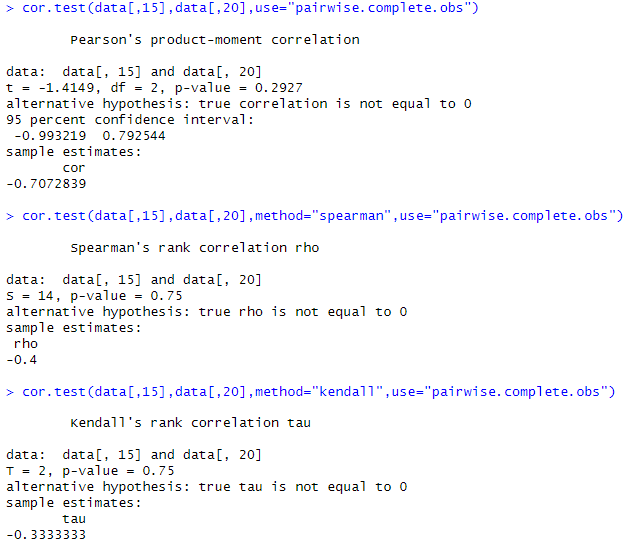 > cor.test(data[,15],data[,20],use="pairwise.complete.obs")
Pearson's product-moment correlation
data:  data[, 15] and data[, 20]
t = -1.4149, df = 2, p-value = 0.2927
alternative hypothesis: true correlation is not equal to 0
95 percent confidence interval:
-0.993219  0.792544
sample estimates:
cor
-0.7072839
> cor.test(data[,15],data[,20],method="spearman",use="pairwise.complete.obs")
Spearman's rank correlation rho
data:  data[, 15] and data[, 20]
S = 14, p-value = 0.75
alternative hypothesis: true rho is not equal to 0
sample estimates:
rho
-0.4
> cor.test(data[,15],data[,20],method="kendall",use="pairwise.complete.obs")
Kendall's rank correlation tau
data:  data[, 15] and data[, 20]
T = 2, p-value = 0.75
alternative hypothesis: true tau is not equal to 0
sample estimates:
tau
-0.3333333